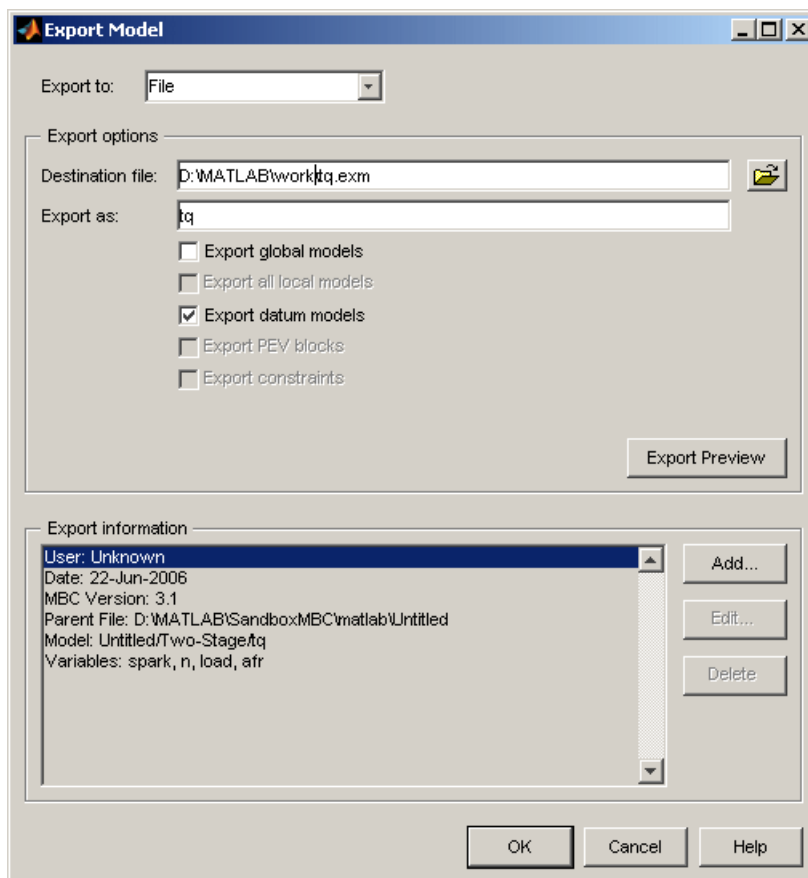 Export Model
Export to: File
Export options
Destination file: D:\MATLAB\work\tq.exm
Export as: tq
Export global models
Export all local models
Export datum models
Export PEV blocks
Export constraints
Export Preview
Export information
User: Unknown
Date: 22-Jun-2006
MBC Version: 3.1
Parent File: D:\MATLAB\SandboxMBC\matlab\Untitled
Model: Untitled/Two-Stage/tq
Variables: spark, n, load, afr
Add...
Edit...
Delete
OK Cancel Help